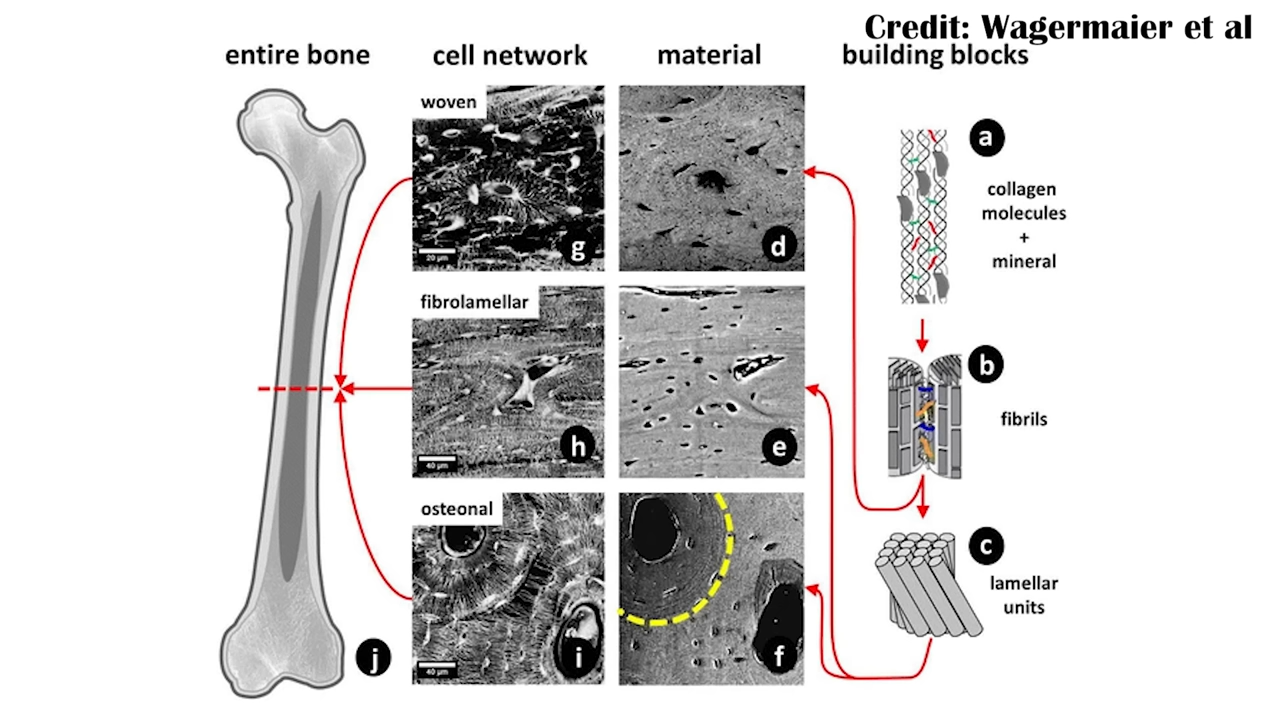 Credit: Wagermaier et al
entire bone
cell network
material
building blocks
woven
g
20 µm
d
a
collagen
molecules
+
mineral
fibrolamellar
h
40 µm
e
b
fibrils
osteonal
i
40 µm
f
c
lamellar
units
j